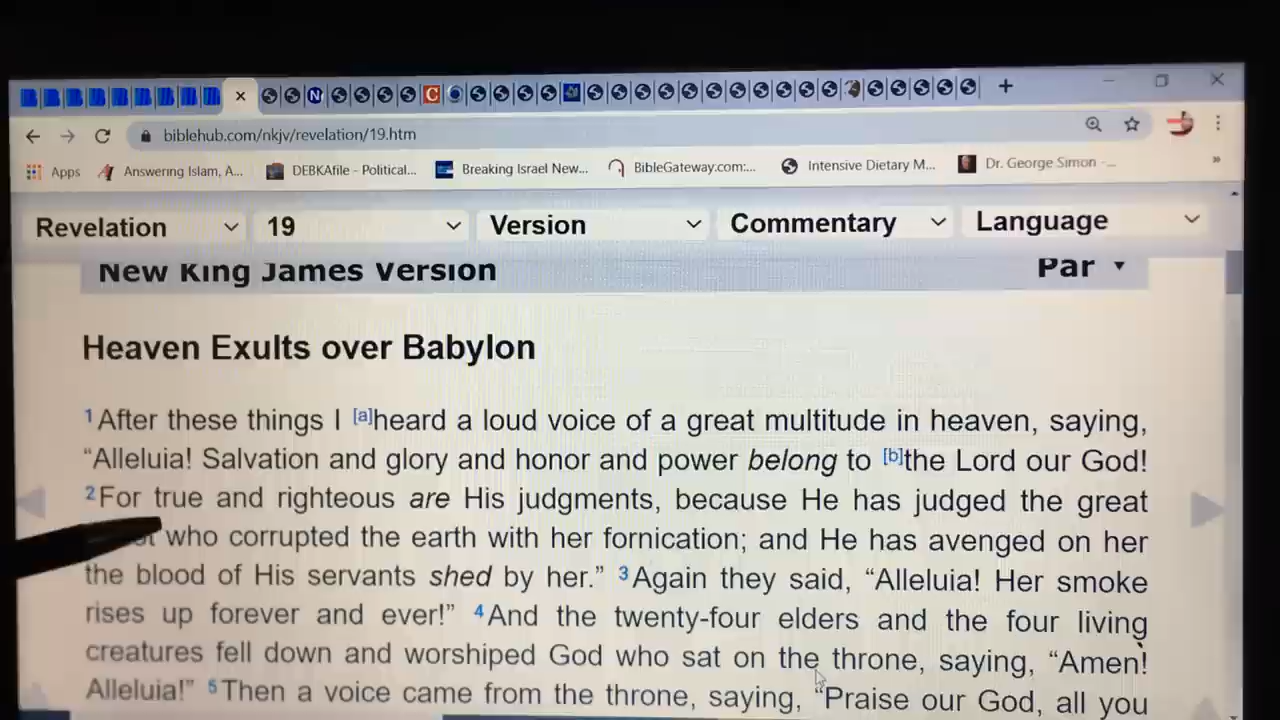 biblehub.com/nkjv/revelation/19.htm
Apps Answering Islam, A... DEBKAfile - Political... Breaking Israel New... BibleGateway.com:... Intensive Dietary M... Dr. George Simon -...
Revelation 19 Version Commentary Language
New King James Version Par
Heaven Exults over Babylon
1 After these things I [a]heard a loud voice of a great multitude in heaven, saying,
“Alleluia! Salvation and glory and honor and power belong to [b]the Lord our God!
2 For true and righteous are His judgments, because He has judged the great
who corrupted the earth with her fornication; and He has avenged on her
the blood of His servants shed by her.” 3 Again they said, “Alleluia! Her smoke
rises up forever and ever!” 4 And the twenty-four elders and the four living
creatures fell down and worshiped God who sat on the throne, saying, “Amen!
Alleluia!” 5 Then a voice came from the throne, saying, “Praise our God, all you